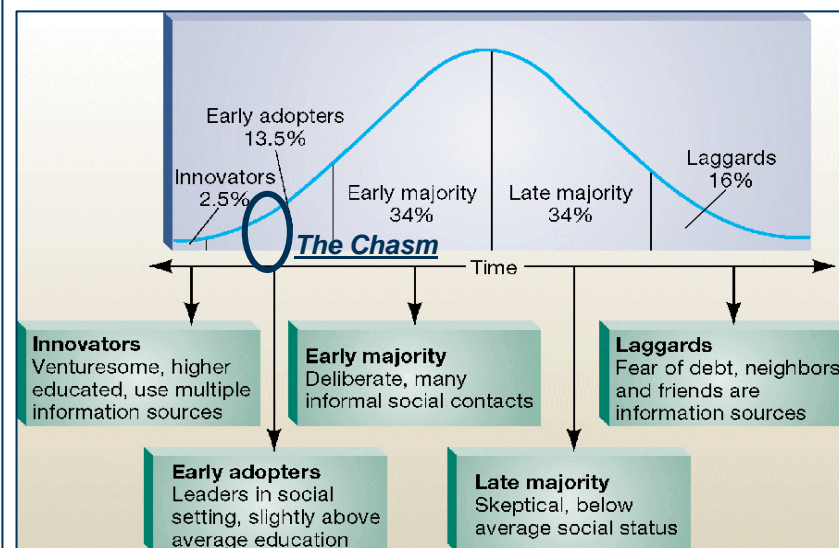 Early adopters
13.5%
Innovators
2.5%
Early majority
34%
Late majority
34%
Laggards
16%
The Chasm
Time
Innovators
Venturesome, higher
educated, use multiple
information sources
Early majority
Deliberate, many
informal social contacts
Laggards
Fear of debt, neighbors
and friends are
information sources
Early adopters
Leaders in social
setting, slightly above
average education
Late majority
Skeptical, below
average social status